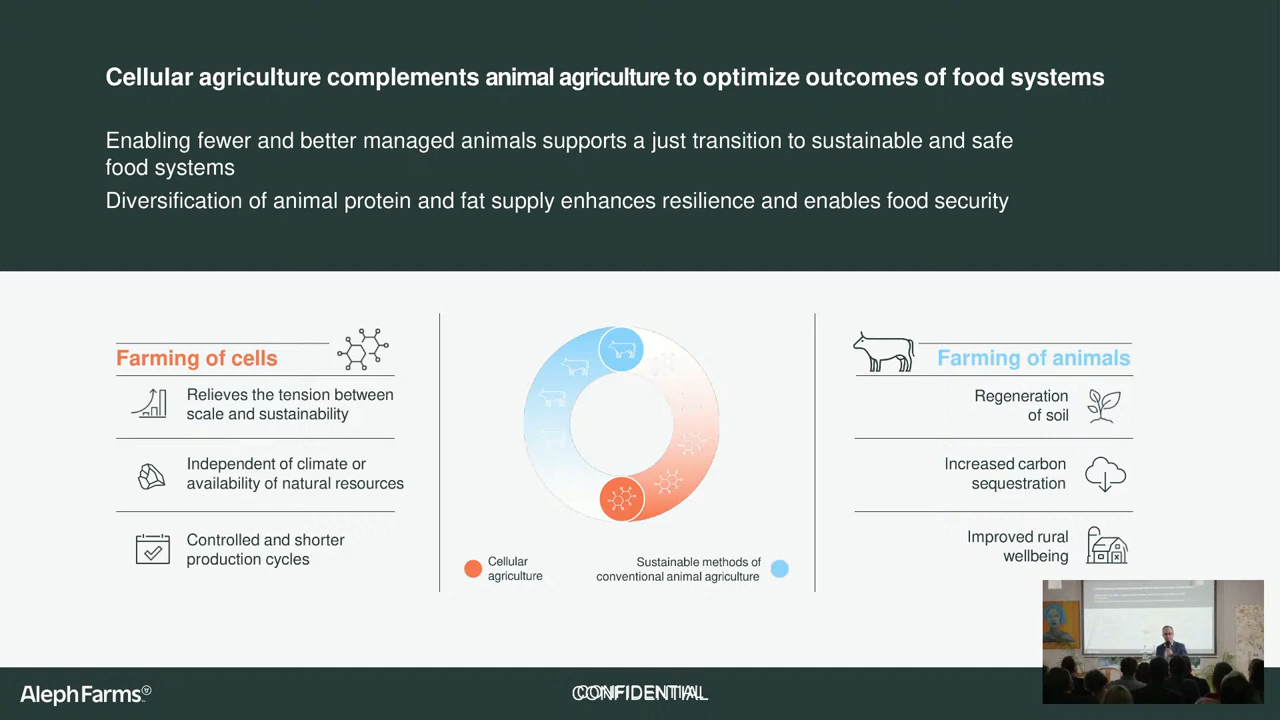 Cellular agriculture complements animal agriculture to optimize outcomes of food systems
Enabling fewer and better managed animals supports a just transition to sustainable and safe
food systems
Diversification of animal protein and fat supply enhances resilience and enables food security
Farming of cells
Relieves the tension between
scale and sustainability
Independent of climate or
availability of natural resources
Controlled and shorter
production cycles
Cellular
agriculture
Sustainable methods of
conventional animal agriculture
Farming of animals
Regeneration
of soil
Increased carbon
sequestration
Improved rural
wellbeing
Aleph Farms
CONFIDENTIAL